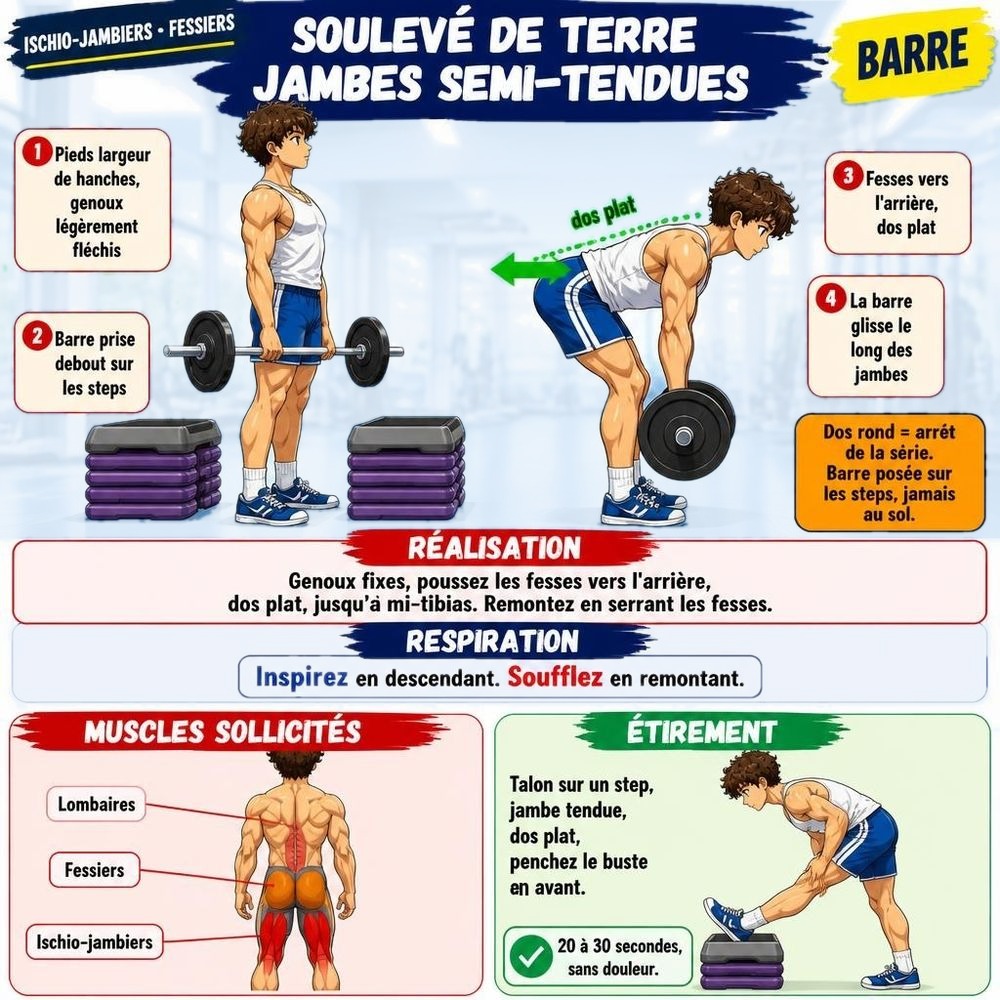 ISCHIO-JAMBIERS • FESSIERS
SOULEVÉ DE TERRE
JAMBES SEMI-TENDUES
BARRE
1 Pieds largeur
de hanches,
genoux
légèrement
fléchis
2 Barre prise
debout sur
les steps
dos plat
3 Fesses vers
l'arrière,
dos plat
4 La barre
glisse le
long des
jambes
Dos rond = arrêt
de la série.
Barre posée sur
les steps, jamais
au sol.
RÉALISATION
Genoux fixes, poussez les fesses vers l'arrière,
dos plat, jusqu'à mi-tibias. Remontez en serrant les fesses.
RESPIRATION
Inspirez en descendant. Soufflez en remontant.
MUSCLES SOLLICITÉS
Lombaires
Fessiers
Ischio-jambiers
ÉTIREMENT
Talon sur un step,
jambe tendue,
dos plat,
penchez le buste
en avant.
20 à 30 secondes,
sans douleur.